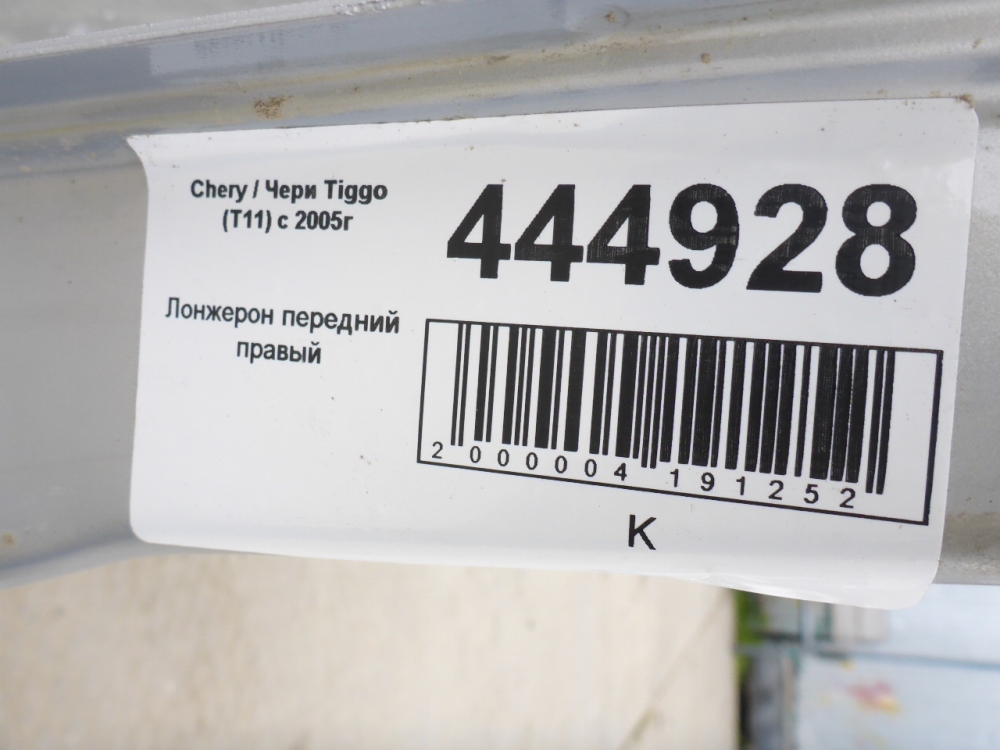 Chery / Чери Tiggo
(T11) с 2005г
444928
Лонжерон передний
правый
2 000004 191252
K